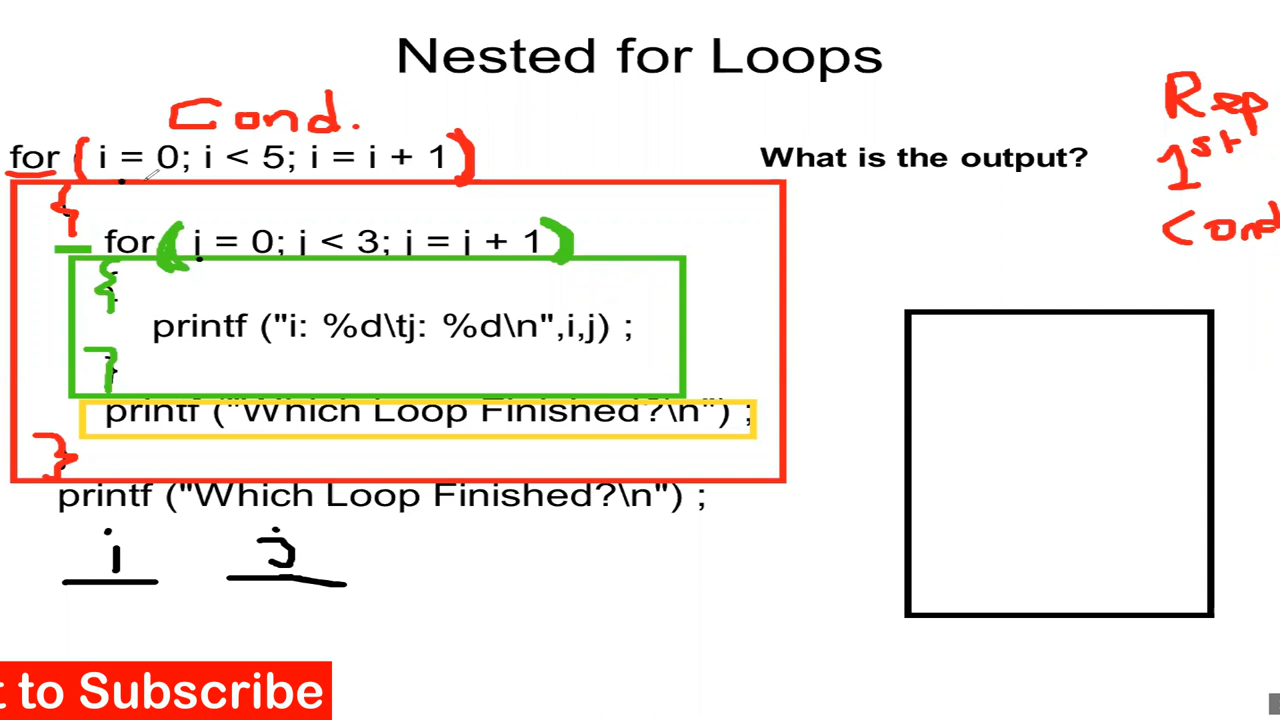 Nested for Loops
Cond.
for (i = 0; i < 5; i = i + 1)
{
for (j = 0; j < 3; j = j + 1)
{
printf ("i: %d\tj: %d\n",i,j) ;
}
printf ("Which Loop Finished?\n") ;
}
printf ("Which Loop Finished?\n") ;
i j
What is the output?
Rep
1st
Cond
t to Subscribe